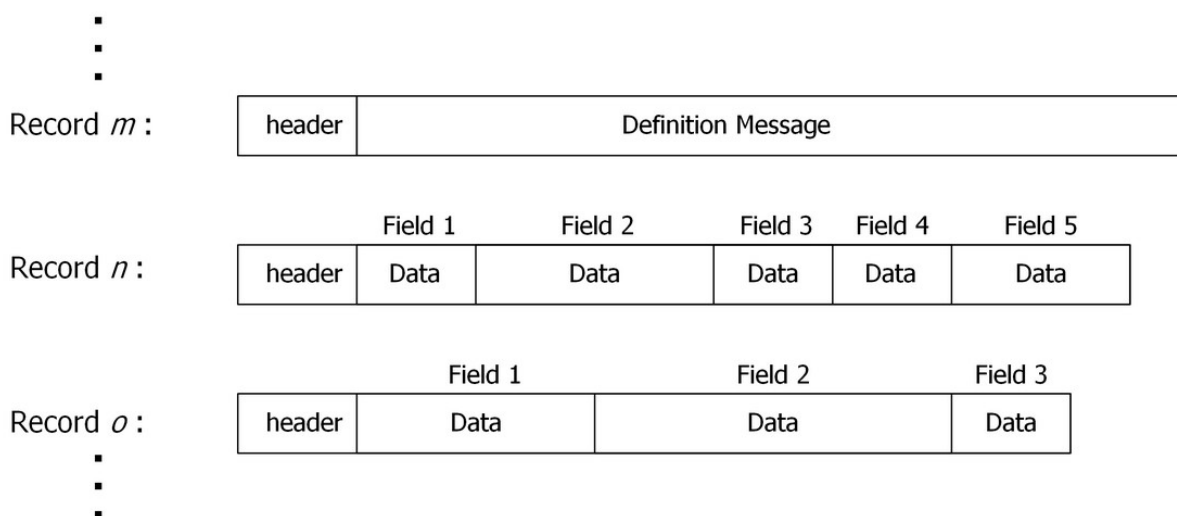 Record m : header Definition Message
Field 1 Field 2 Field 3 Field 4 Field 5
Record n : header Data Data Data Data Data
Field 1 Field 2 Field 3
Record o : header Data Data Data